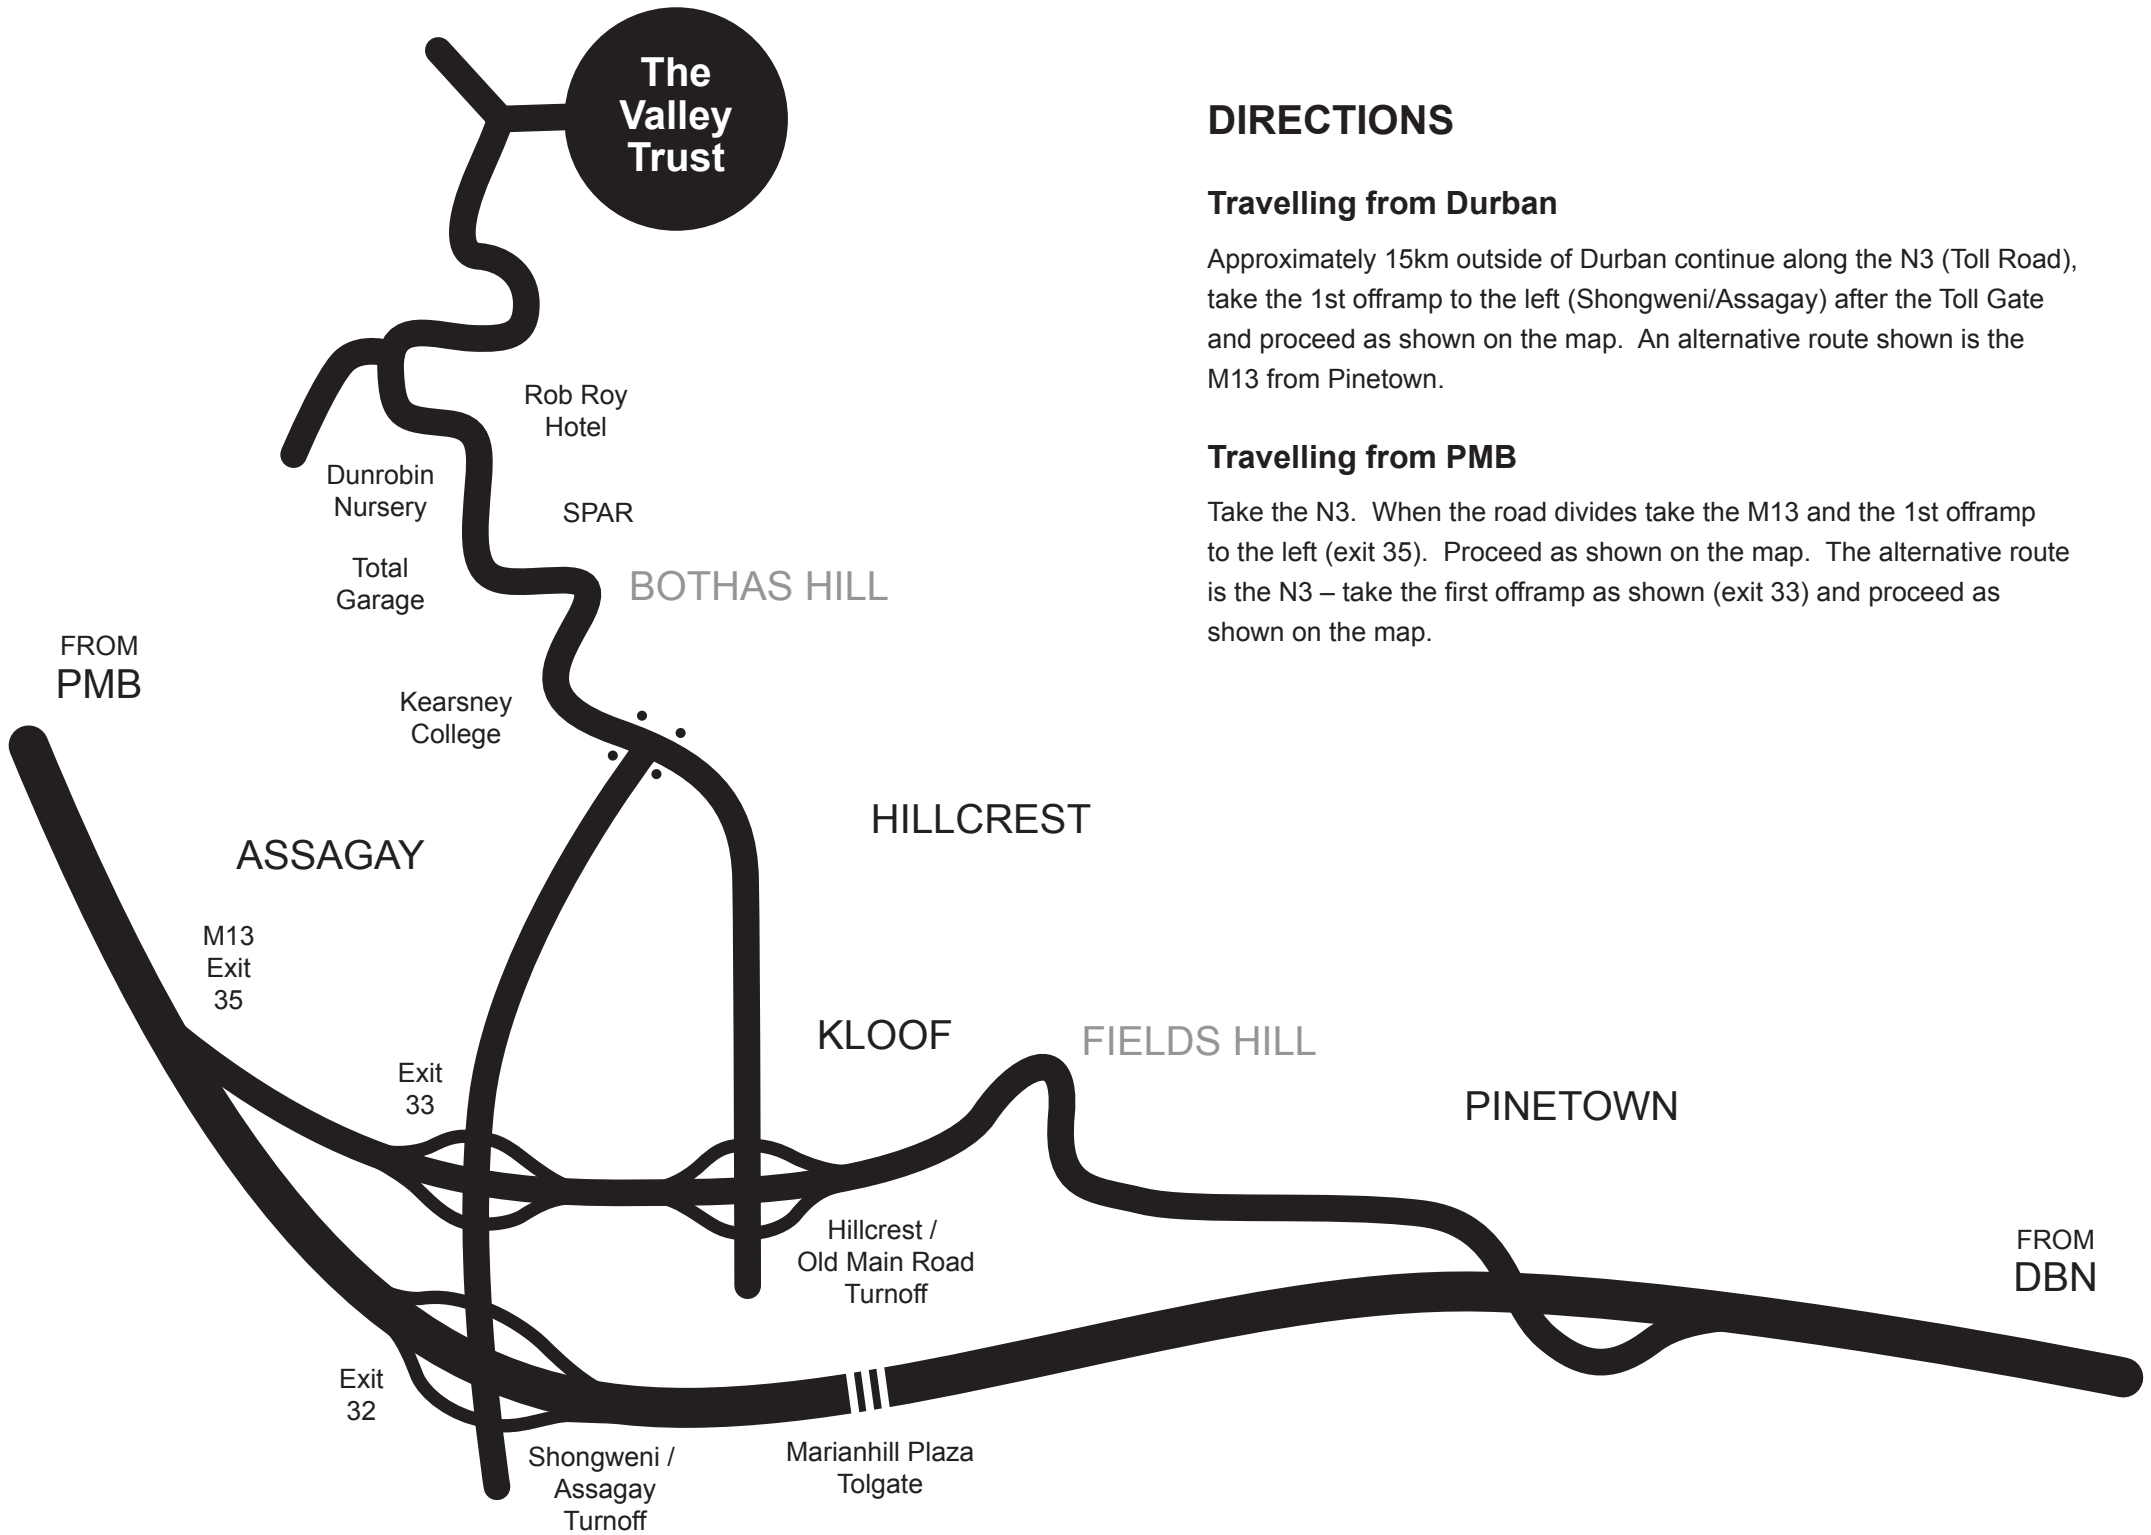 The
Valley
Trust
DIRECTIONS
Travelling from Durban
Approximately 15km outside of Durban continue along the N3 (Toll Road),
take the 1st offramp to the left (Shongweni/Assagay) after the Toll Gate
and proceed as shown on the map.  An alternative route shown is the
M13 from Pinetown.
Travelling from PMB
Take the N3.  When the road divides take the M13 and the 1st offramp
to the left (exit 35).  Proceed as shown on the map.  The alternative route
is the N3 – take the first offramp as shown (exit 33) and proceed as
shown on the map.
Rob Roy
Hotel
Dunrobin
Nursery
SPAR
Total
Garage
BOTHAS HILL
FROM
PMB
Kearsney
College
HILLCREST
ASSAGAY
M13
Exit
35
KLOOF
FIELDS HILL
Exit
33
PINETOWN
Hillcrest /
Old Main Road
Turnoff
FROM
DBN
Exit
32
Shongweni /
Assagay
Turnoff
Marianhill Plaza
Tolgate